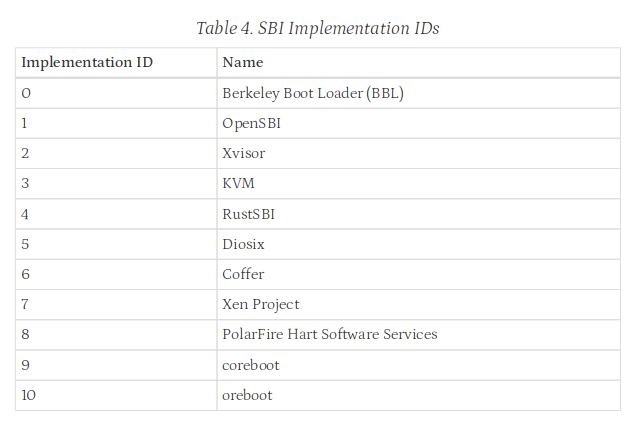 Table 4. SBI Implementation IDs
Implementation ID Name
0 Berkeley Boot Loader (BBL)
1 OpenSBI
2 Xvisor
3 KVM
4 RustSBI
5 Diosix
6 Coffer
7 Xen Project
8 PolarFire Hart Software Services
9 coreboot
10 oreboot